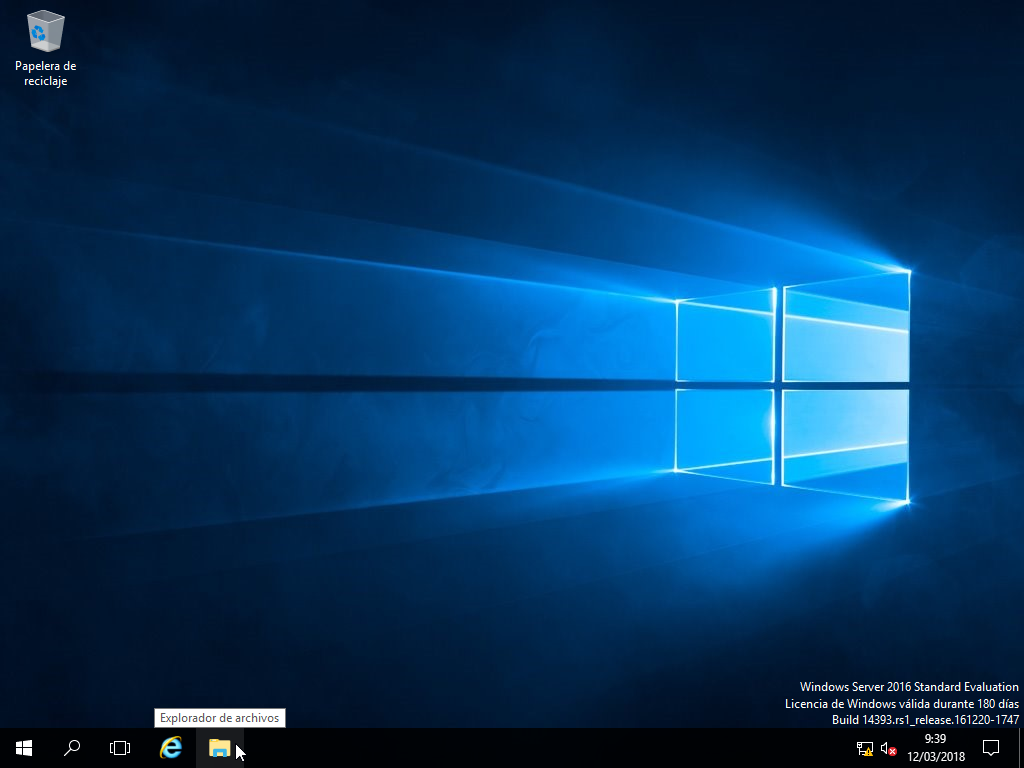 Papelera de
reciclaje
Windows Server 2016 Standard Evaluation
Licencia de Windows válida durante 180 días
Build 14393.rs1_release.161220-1747
Explorador de archivos
9:39
12/03/2018